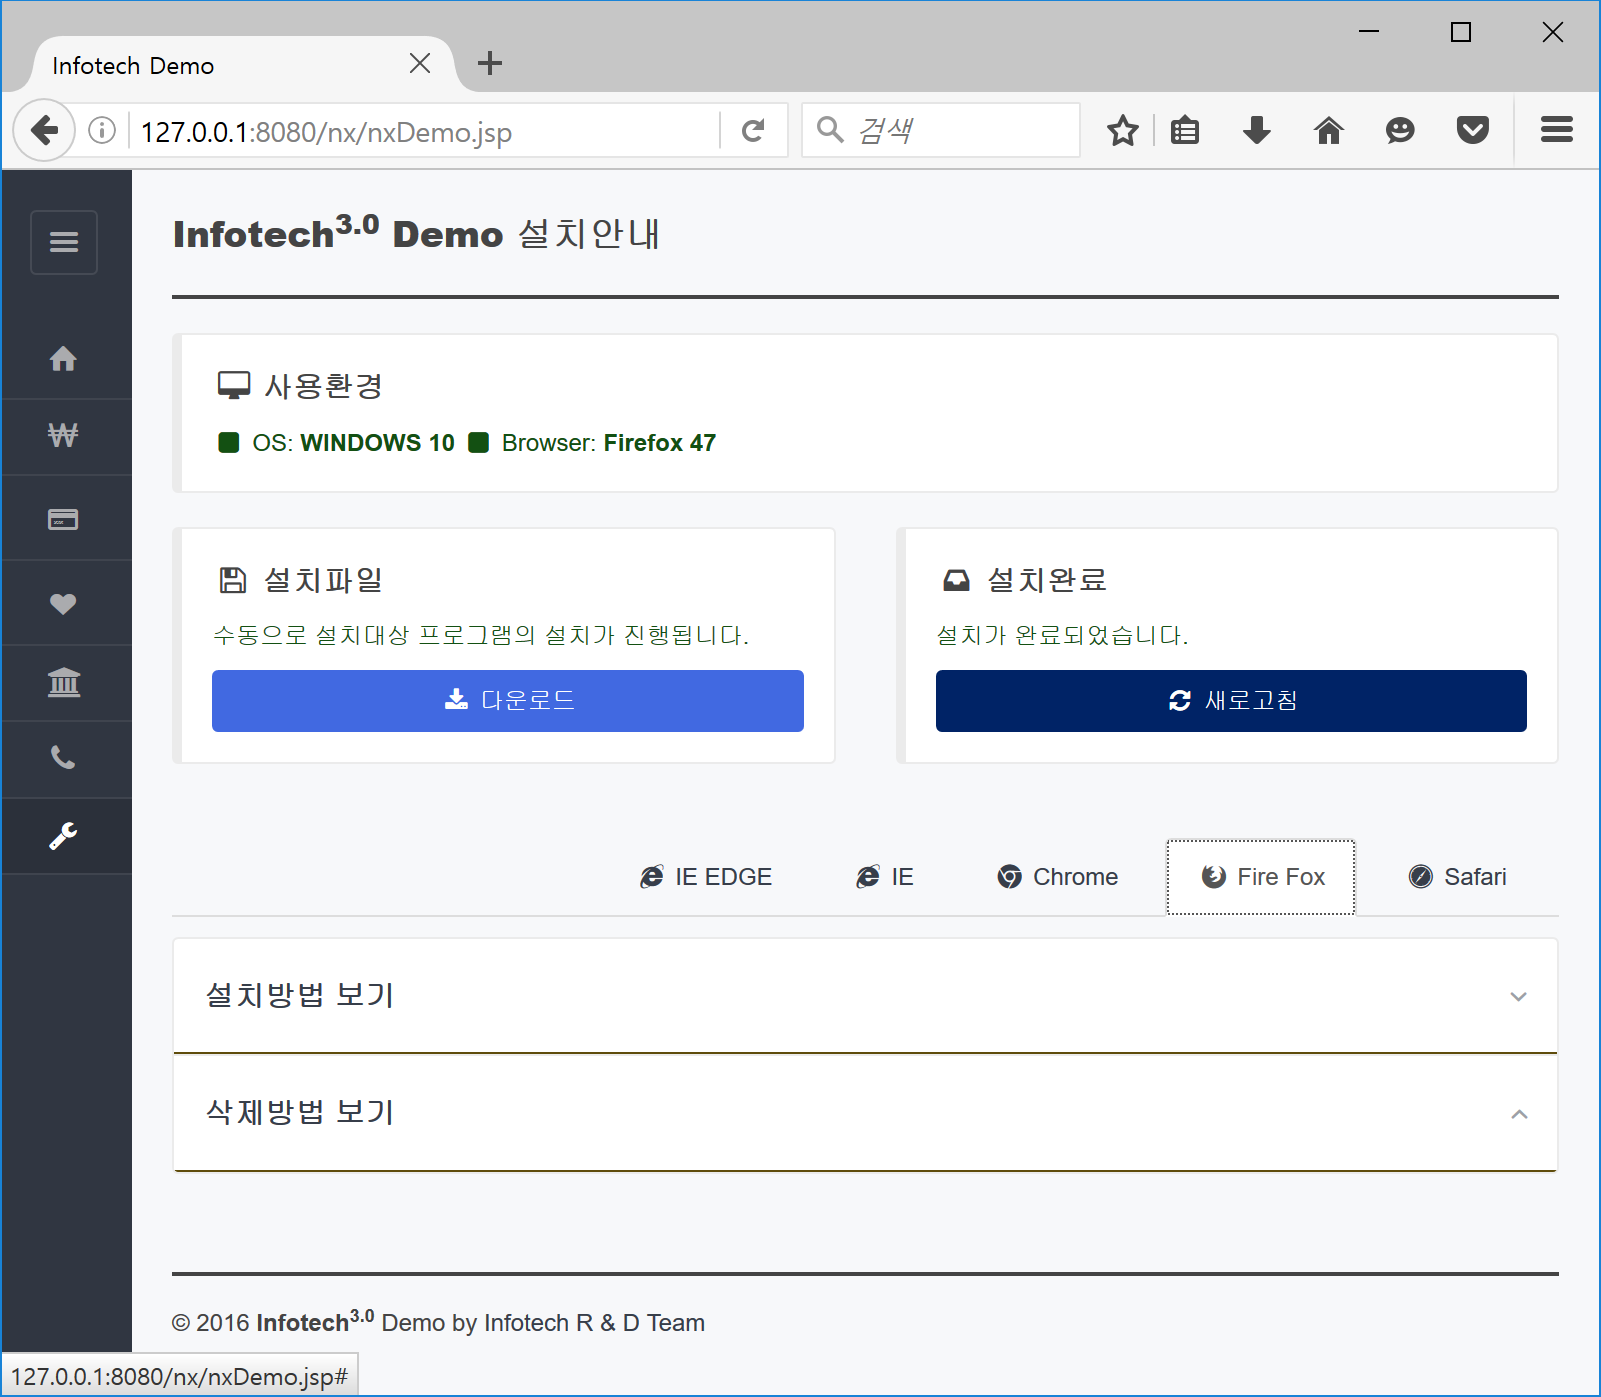 Infotech Demo
127.0.0.1:8080/nx/nxDemo.jsp
검색
Infotech3.0 Demo 설치안내
사용환경
OS: WINDOWS 10 Browser: Firefox 47
설치파일
수동으로 설치대상 프로그램의 설치가 진행됩니다.
다운로드
설치완료
설치가 완료되었습니다.
새로고침
IE EDGE IE Chrome Fire Fox Safari
설치방법 보기
삭제방법 보기
© 2016 Infotech3.0 Demo by Infotech R & D Team
127.0.0.1:8080/nx/nxDemo.jsp#